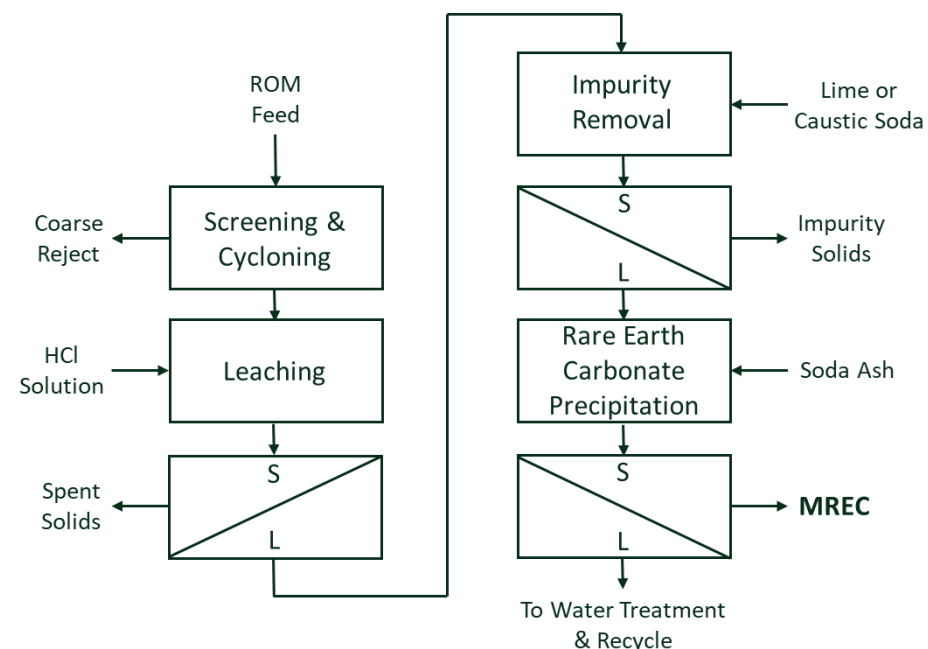 ROM
Feed
Coarse
Reject
Screening &
Cycloning
HCl
Solution
Leaching
Spent
Solids
S
L
Impurity
Removal
Lime or
Caustic Soda
S
L
Impurity
Solids
Rare Earth
Carbonate
Precipitation
Soda Ash
S
L
MREC
To Water Treatment
& Recycle